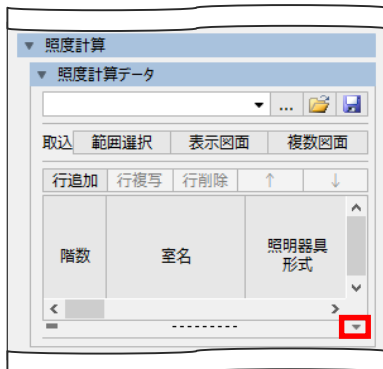 照度計算
照度計算データ
...
取込 範囲選択 表示図面 複数図面
行追加 行複写 行削除 ↑ ↓
階数 室名 照明器具
形式